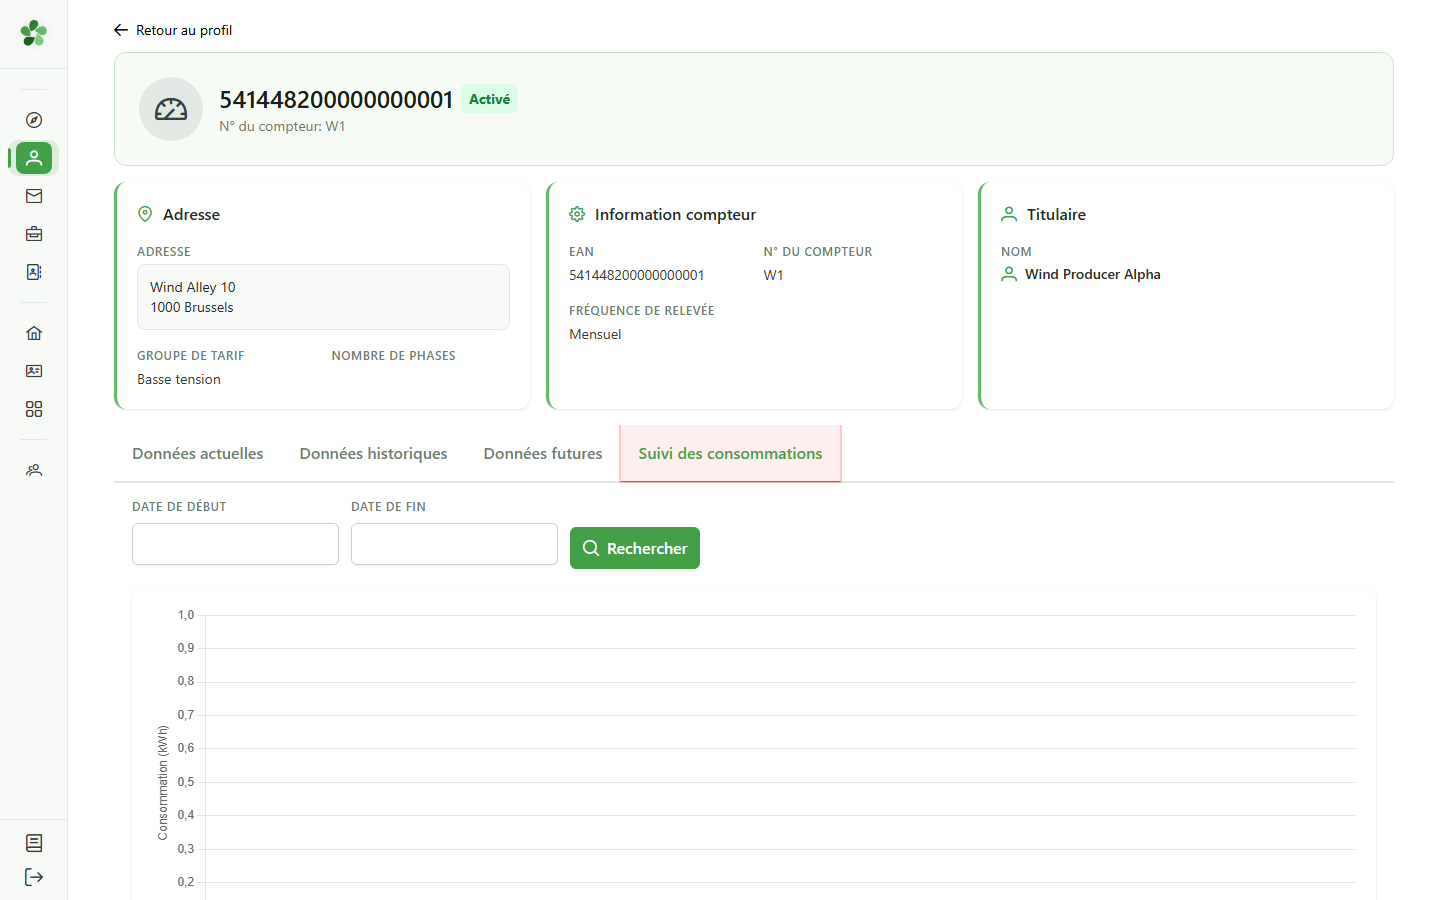 Retour au profil
541448200000000001 Activé
N° du compteur: W1
Adresse
ADRESSE
Wind Alley 10
1000 Brussels
GROUPE DE TARIF
NOMBRE DE PHASES
Basse tension
Information compteur
EAN
N° DU COMPTEUR
541448200000000001
W1
FRÉQUENCE DE RELEVÉE
Mensuel
Titulaire
NOM
Wind Producer Alpha
Données actuelles
Données historiques
Données futures
Suivi des consommations
DATE DE DÉBUT
DATE DE FIN
Rechercher
Consommation (kWh)
1,0
0,9
0,8
0,7
0,6
0,5
0,4
0,3
0,2